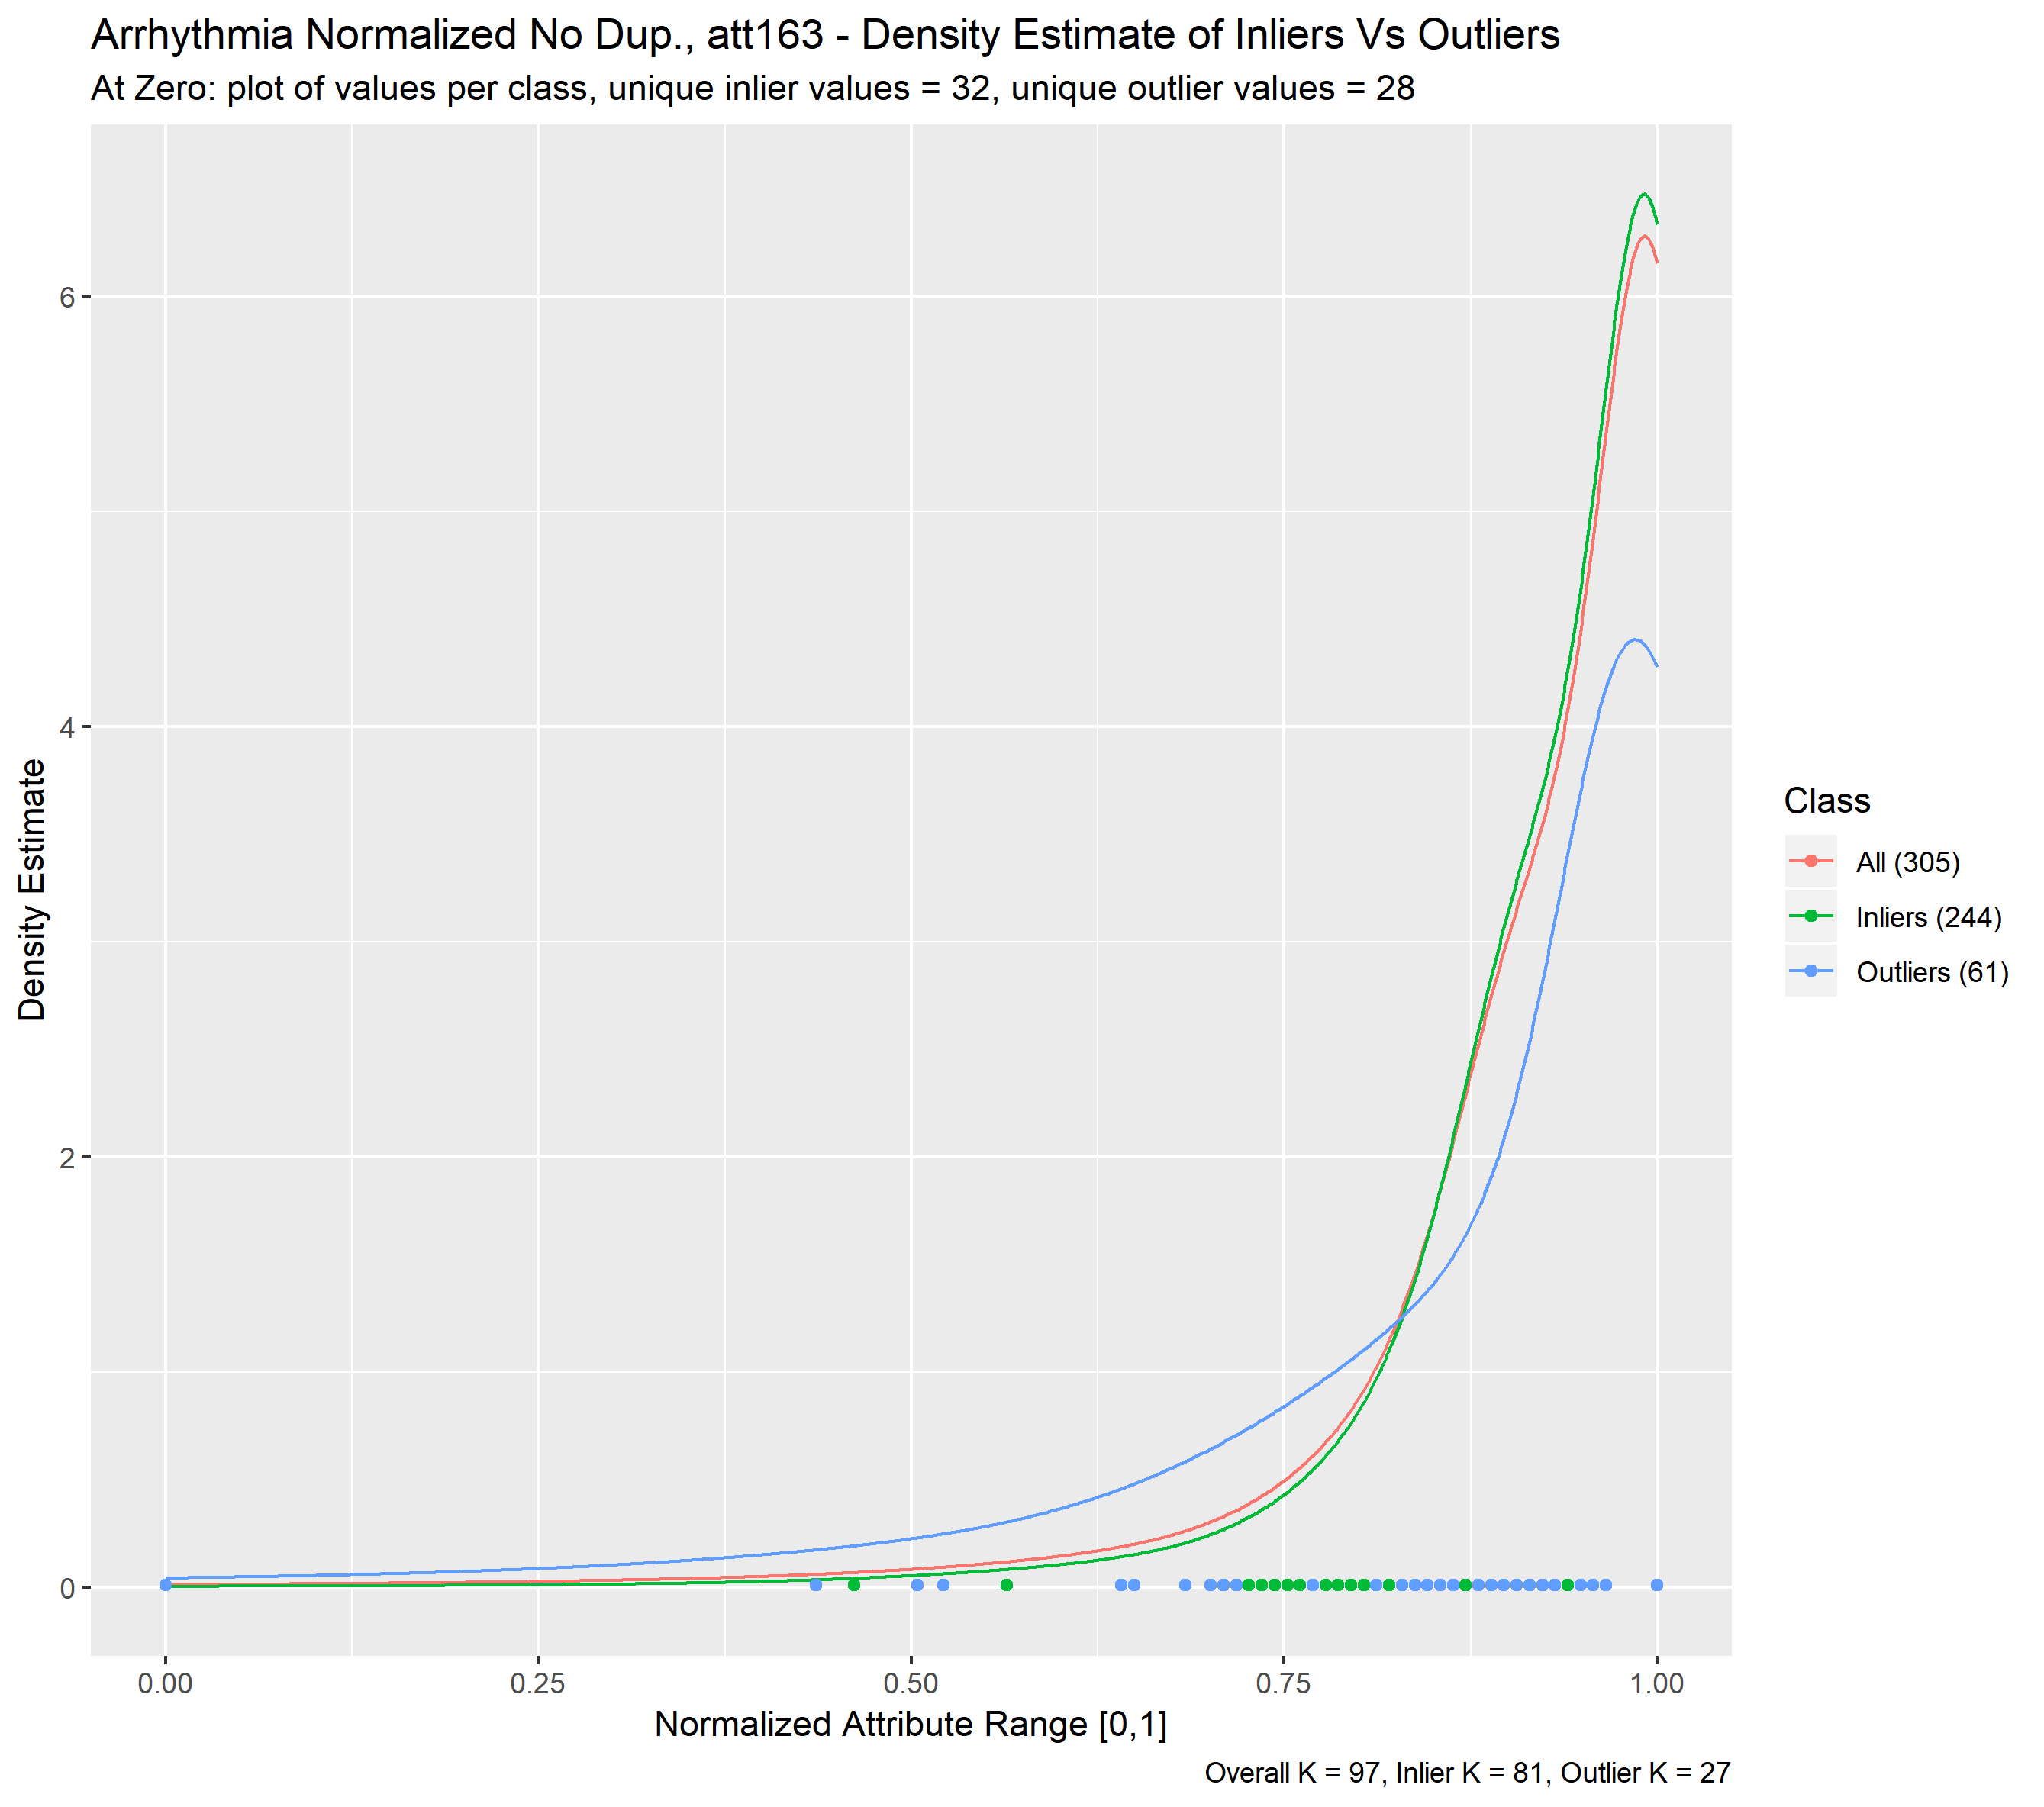 Arrhythmia Normalized No Dup., att163 - Density Estimate of Inliers Vs Outliers
At Zero: plot of values per class, unique inlier values = 32, unique outlier values = 28
6
4
2
0
Density Estimate
0.00 0.25 0.50 0.75 1.00
Normalized Attribute Range [0,1]
Class
All (305)
Inliers (244)
Outliers (61)
Overall K = 97, Inlier K = 81, Outlier K = 27